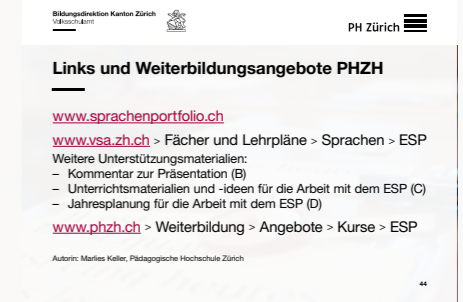 Bildungsdirektion Kanton Zürich
Volksschulamt
PH Zürich
Links und Weiterbildungsangebote PHZH
www.sprachenportfolio.ch
www.vsa.zh.ch > Fächer und Lehrpläne > Sprachen > ESP
Weitere Unterstützungsmaterialien:
– Kommentar zur Präsentation (B)
– Unterrichtsmaterialien und -ideen für die Arbeit mit dem ESP (C)
– Jahresplanung für die Arbeit mit dem ESP (D)
www.phzh.ch > Weiterbildung > Angebote > Kurse > ESP
Autorin: Marlies Keller, Pädagogische Hochschule Zürich
44